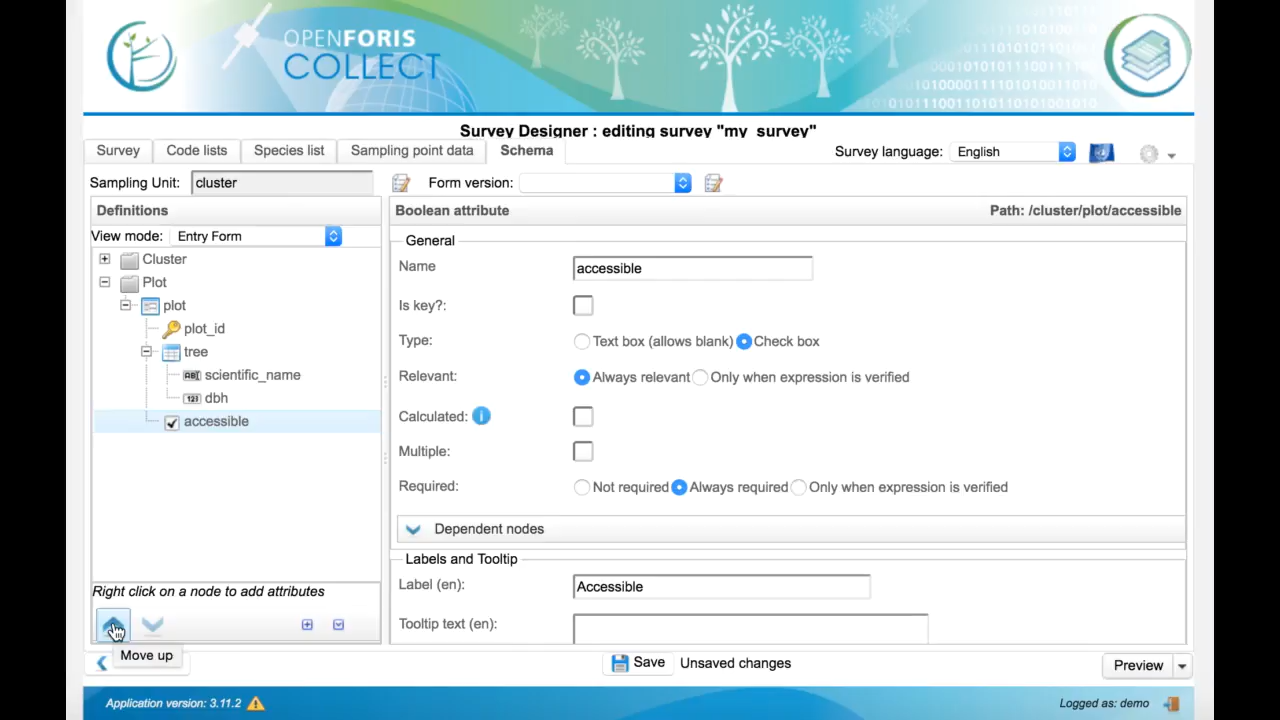 OPENFORIS
COLLECT
Survey Designer : editing survey "my_survey"
Survey
Code lists
Species list
Sampling point data
Schema
Survey language:
English
Sampling Unit:
cluster
Form version:
Definitions
Boolean attribute
Path: /cluster/plot/accessible
View mode:
Entry Form
Cluster
Plot
plot
plot_id
tree
scientific_name
dbh
accessible
General
Name
accessible
Is key?:
Type:
Text box (allows blank)
Check box
Relevant:
Always relevant
Only when expression is verified
Calculated:
Multiple:
Required:
Not required
Always required
Only when expression is verified
Dependent nodes
Labels and Tooltip
Label (en):
Accessible
Tooltip text (en):
Right click on a node to add attributes
Move up
Save
Unsaved changes
Preview
Application version: 3.11.2
Logged as: demo